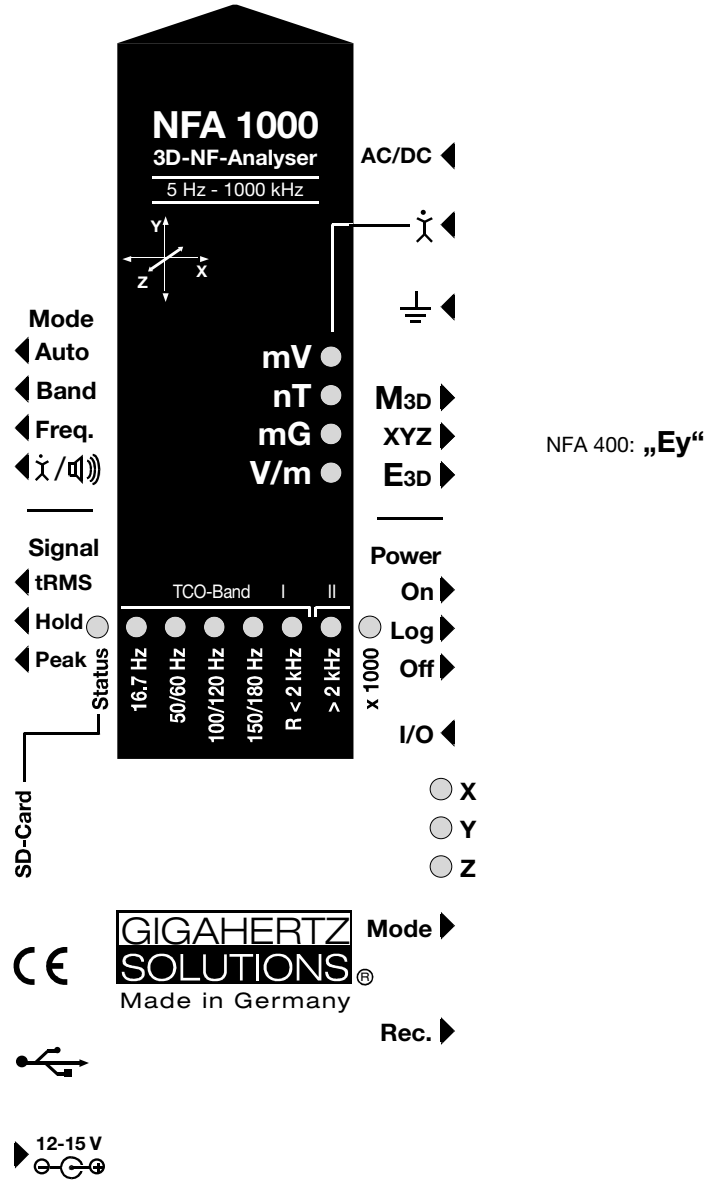 NFA 1000
3D-NF-Analyser
5 Hz - 1000 kHz
Y
X
Z
mV
nT
mG
V/m
TCO-Band I II
16.7 Hz
50/60 Hz
100/120 Hz
150/180 Hz
R < 2 kHz
> 2 kHz
x 1000
Status
SD-Card
Mode
Auto
Band
Freq.
/
Signal
tRMS
Hold
Peak
AC/DC
M3D
XYZ
E3D
NFA 400: „Ey“
Power
On
Log
Off
I/O
X
Y
Z
Mode
Rec.
GIGAHERTZ
SOLUTIONS ®
Made in Germany
CE
12-15 V